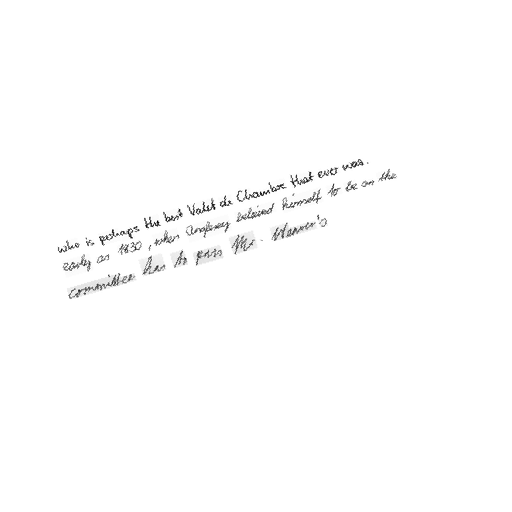 who is perhaps the best Valet de Chambre that ever was.
early as 1830, when Anglesey believed himself to be on the
committee has to pass Mr. Warren's